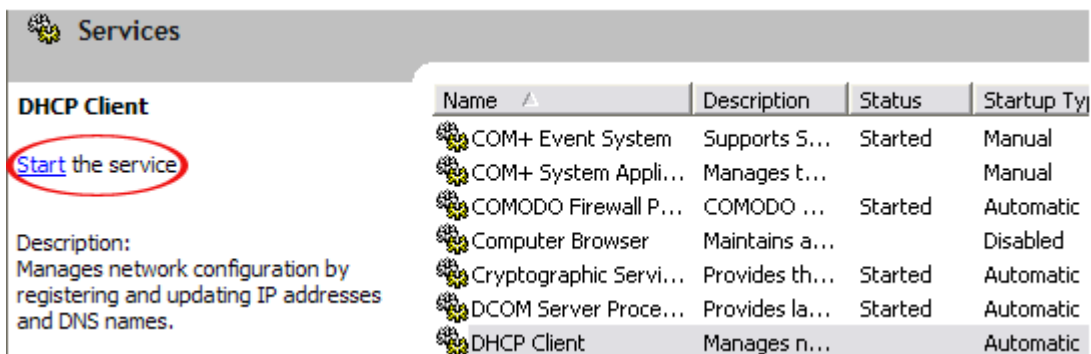 Services
DHCP Client
Start the service
Description:
Manages network configuration by
registering and updating IP addresses
and DNS names.
Name Description Status Startup Ty
COM+ Event System Supports S... Started Manual
COM+ System Appli... Manages t... Manual
COMODO Firewall P... COMODO ... Started Automatic
Computer Browser Maintains a... Disabled
Cryptographic Servi... Provides th... Started Automatic
DCOM Server Proce... Provides la... Started Automatic
DHCP Client Manages n... Automatic